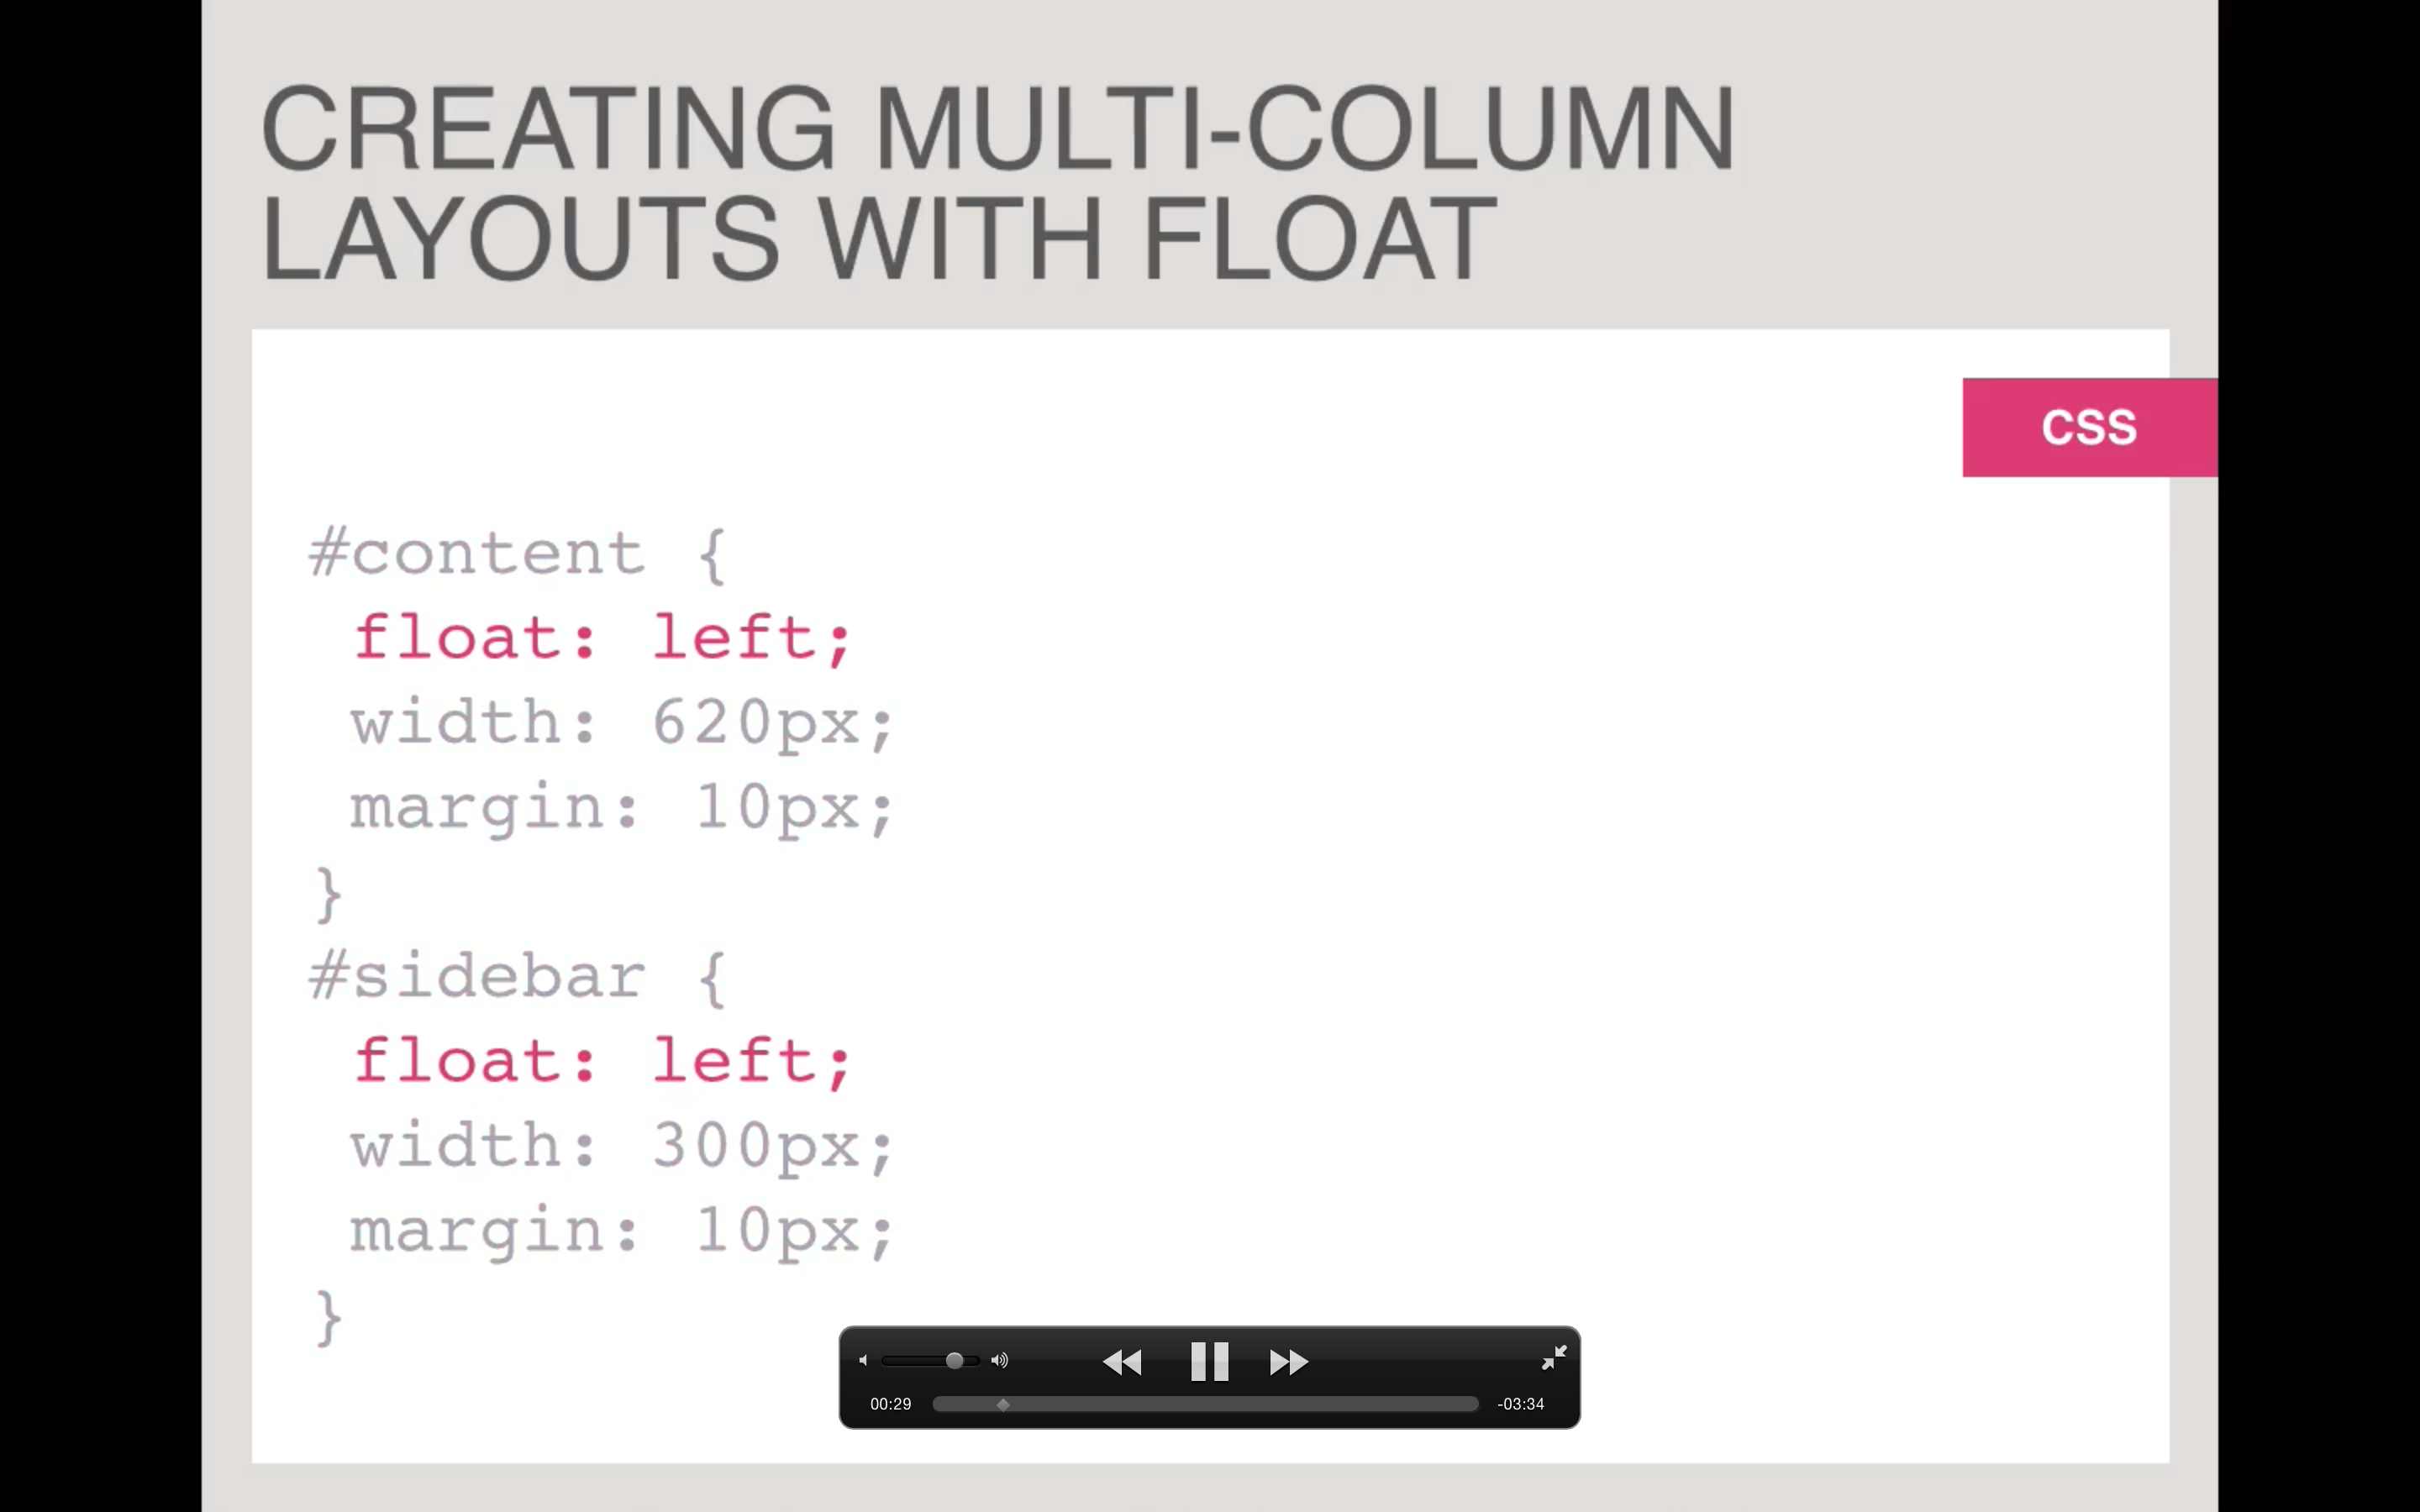 CREATING MULTI-COLUMN
LAYOUTS WITH FLOAT
CSS
#content {
float: left;
width: 620px;
margin: 10px;
}
#sidebar {
float: left;
width: 300px;
margin: 10px;
}
00:29
-03:34